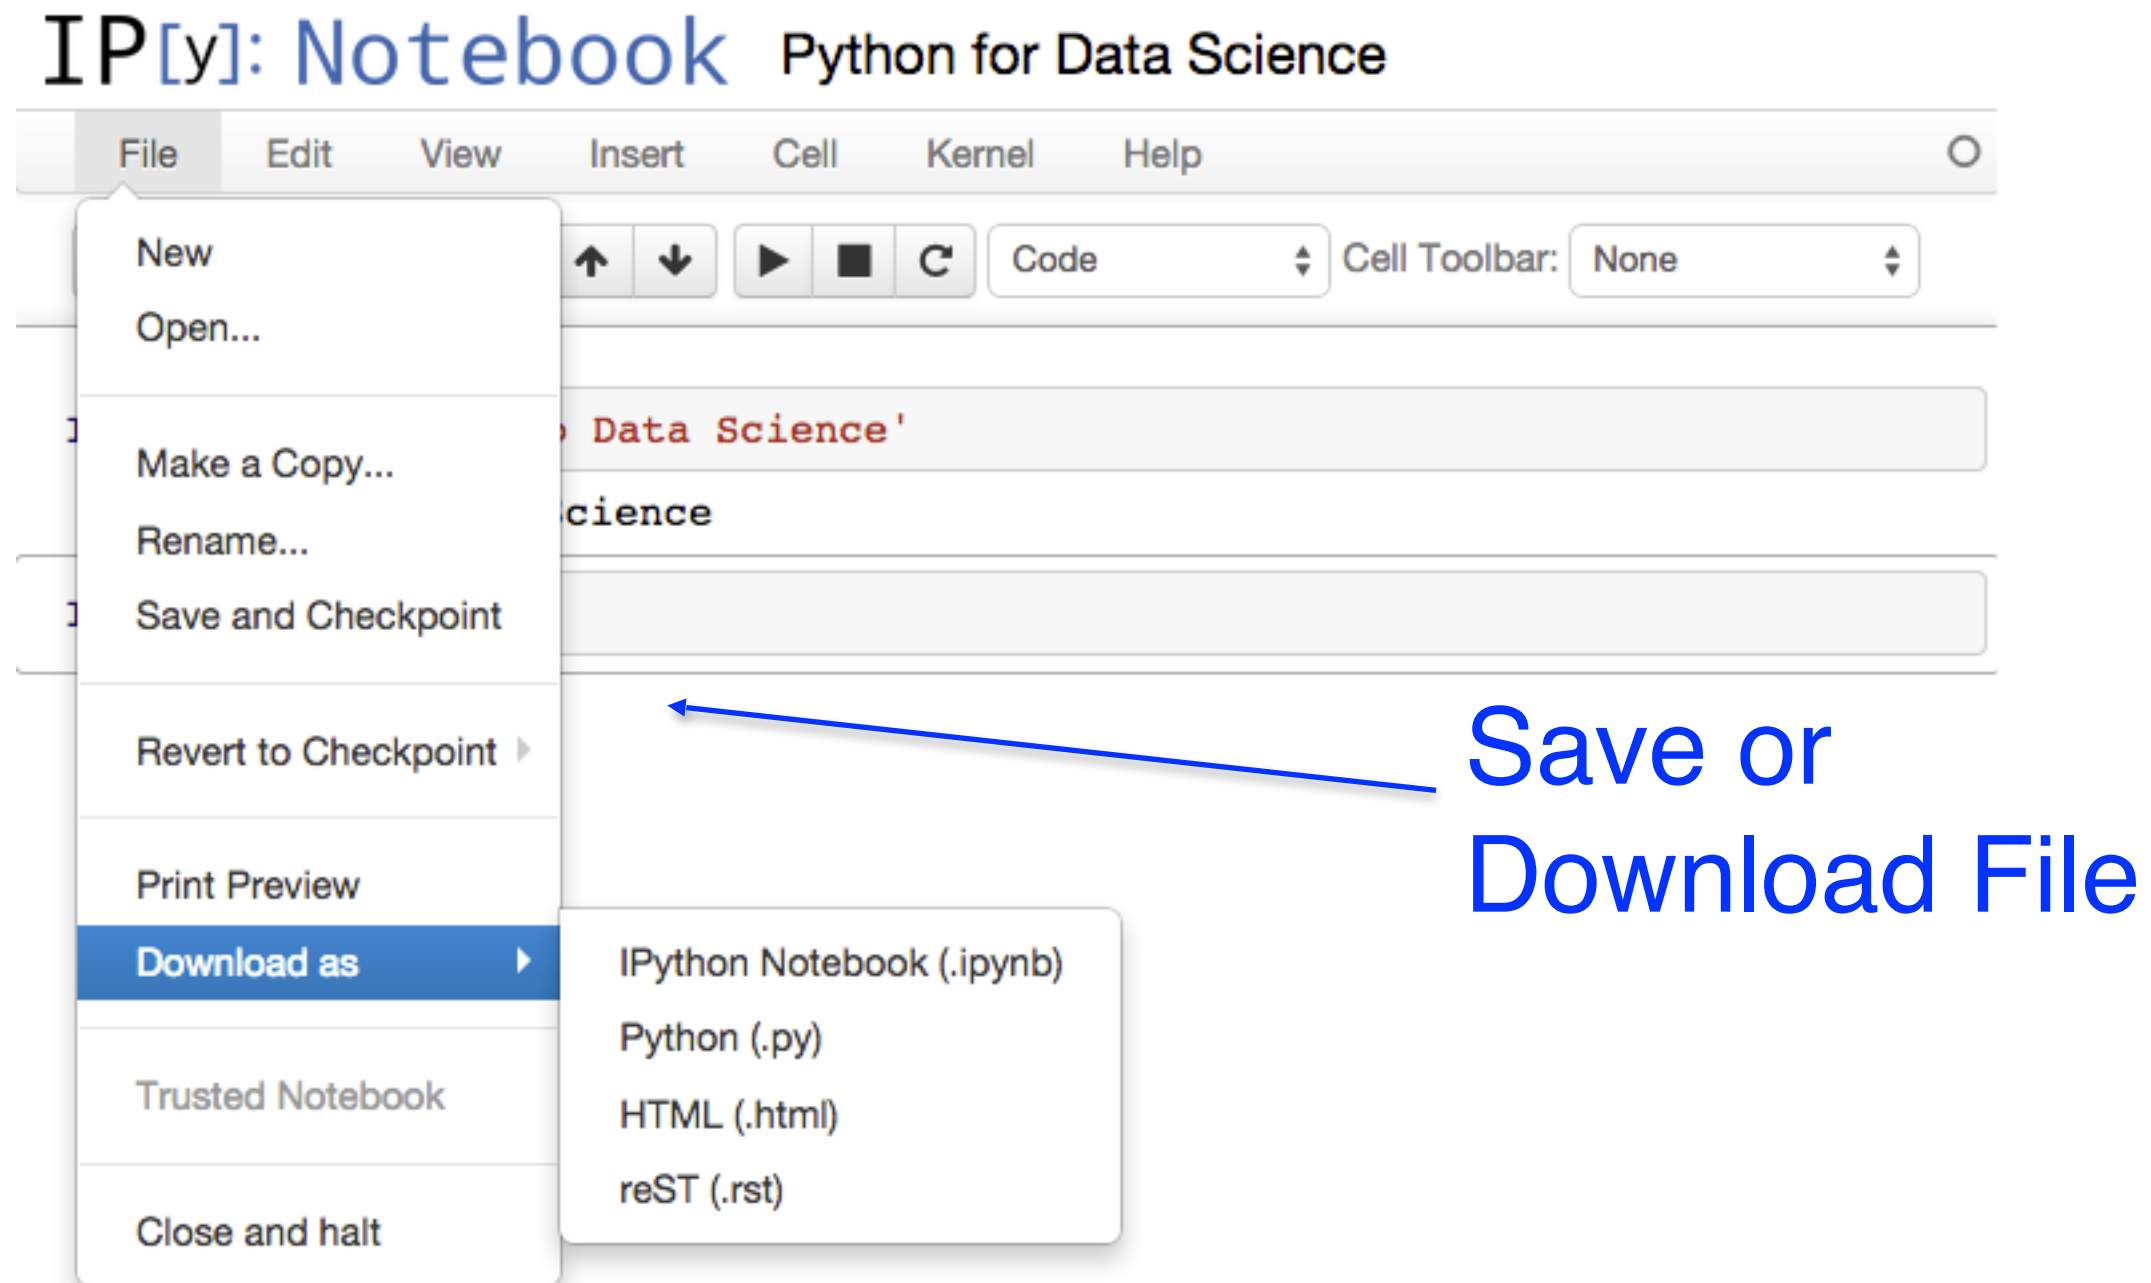 IP[y]: Notebook Python for Data Science
File Edit View Insert Cell Kernel Help
New
Code Cell Toolbar: None
Open...
Data Science'
Make a Copy...
cience
Rename...
Save and Checkpoint
Revert to Checkpoint
Save or
Download File
Print Preview
Download as
IPython Notebook (.ipynb)
Python (.py)
HTML (.html)
reST (.rst)
Trusted Notebook
Close and halt